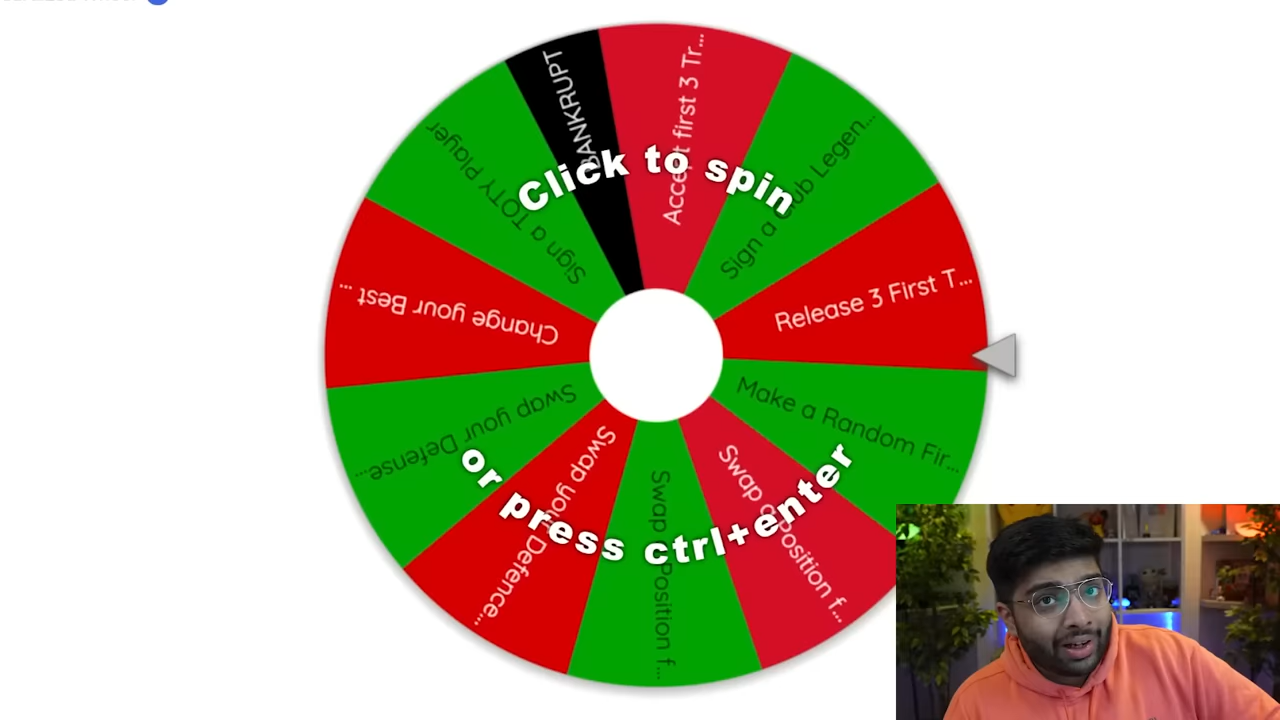 BANKRUPT
Accept first 3 Tr...
Sign a Club Legen...
Release 3 First T...
Make a Random Fir...
Swap a Position f...
Swap Position f...
Swap your Defence...
Swap your Defense...
Change your Best ...
Sign a TOTY Player
Click to spin
or press ctrl+enter